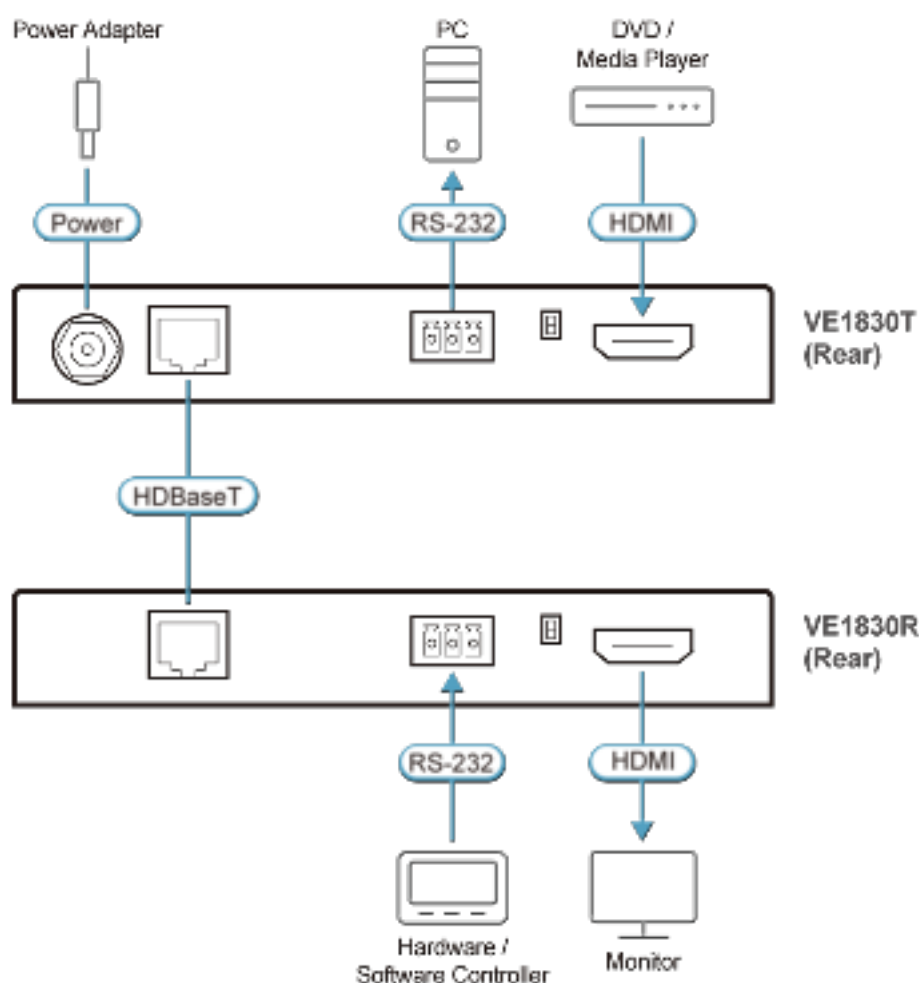 Power Adapter
PC
DVD /
Media Player
Power
RS-232
HDMI
VE1830T
(Rear)
HDBaseT
VE1830R
(Rear)
RS-232
HDMI
Hardware /
Software Controller
Monitor